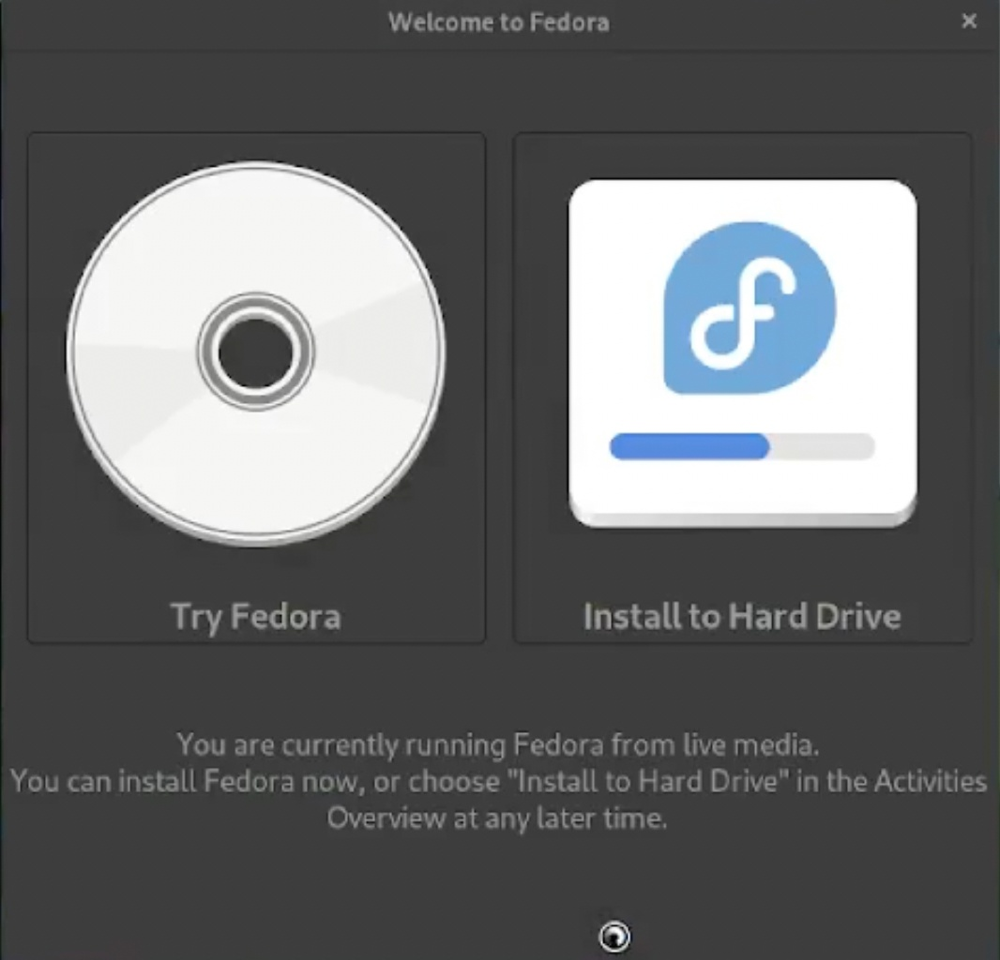 Welcome to Fedora
Try Fedora
Install to Hard Drive
You are currently running Fedora from live media.
You can install Fedora now, or choose "Install to Hard Drive" in the Activities
Overview at any later time.